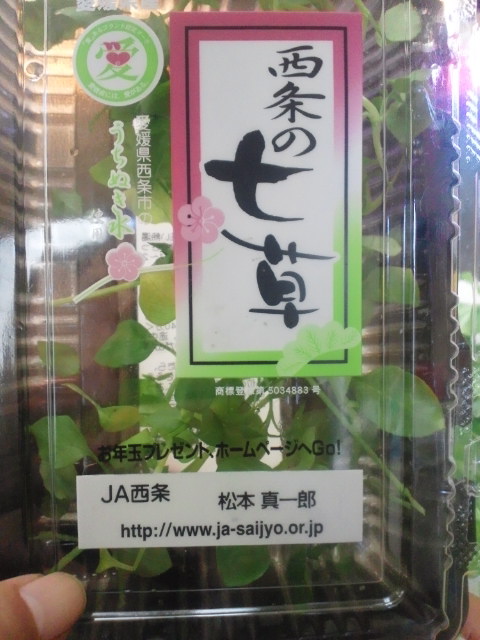 愛
西条の
七草
愛媛県西条市の
うちぬき水
使用
商標登録第5034883号
お年玉プレゼント、ホームページへGo!
JA西条
松本 真一郎
http://www.ja-saijyo.or.jp